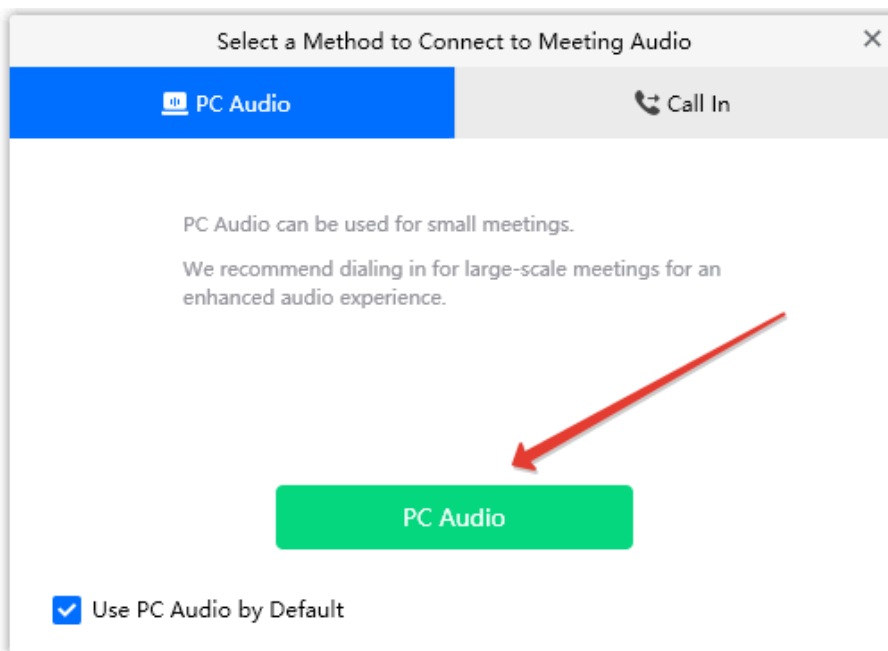 Select a Method to Connect to Meeting Audio
PC Audio
Call In
PC Audio can be used for small meetings.
We recommend dialing in for large-scale meetings for an
enhanced audio experience.
PC Audio
Use PC Audio by Default